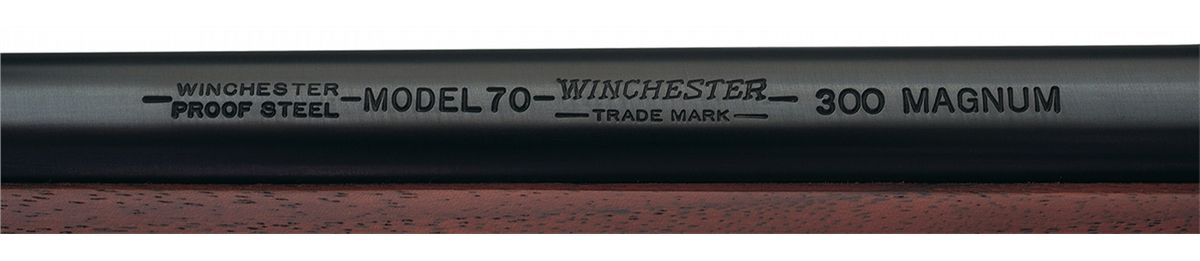 WINCHESTER
PROOF STEEL
-MODEL 70-
WINCHESTER
TRADE MARK
300 MAGNUM